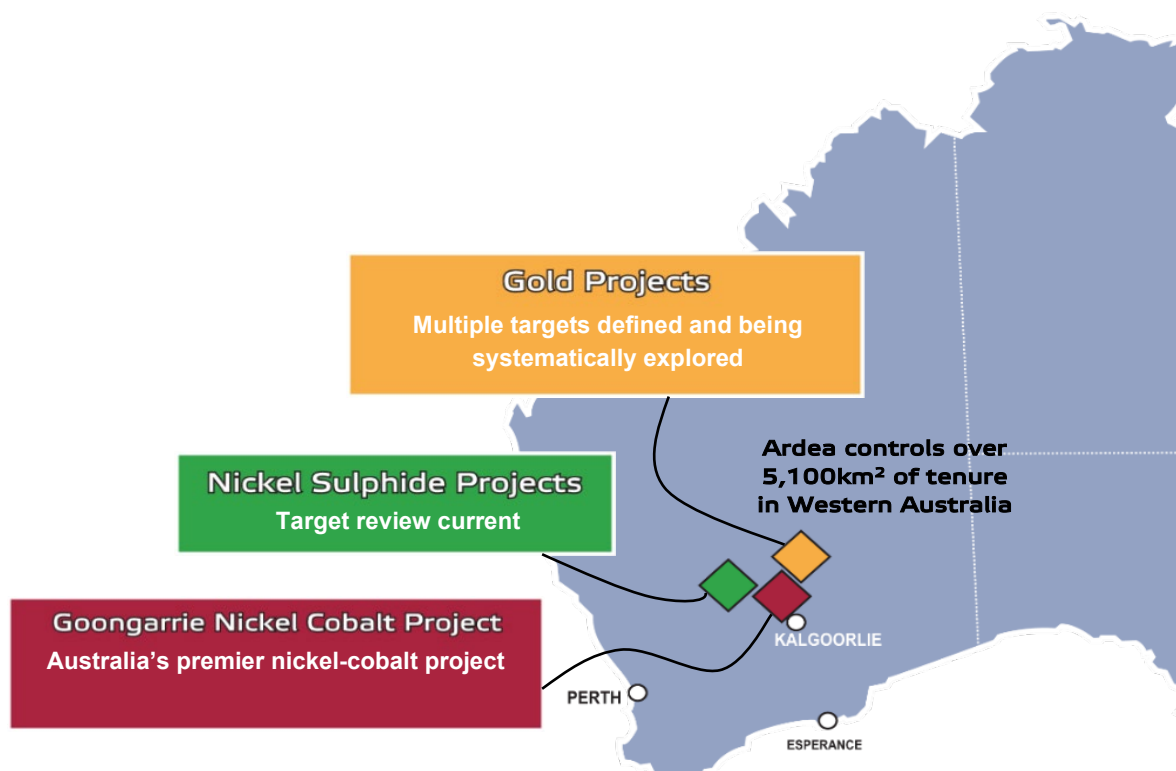 Gold Projects
Multiple targets defined and being
systematically explored
Ardea controls over
5,100km² of tenure
in Western Australia
Nickel Sulphide Projects
Target review current
Goongarrie Nickel Cobalt Project
Australia’s premier nickel-cobalt project
KALGOORLIE
PERTH
ESPERANCE